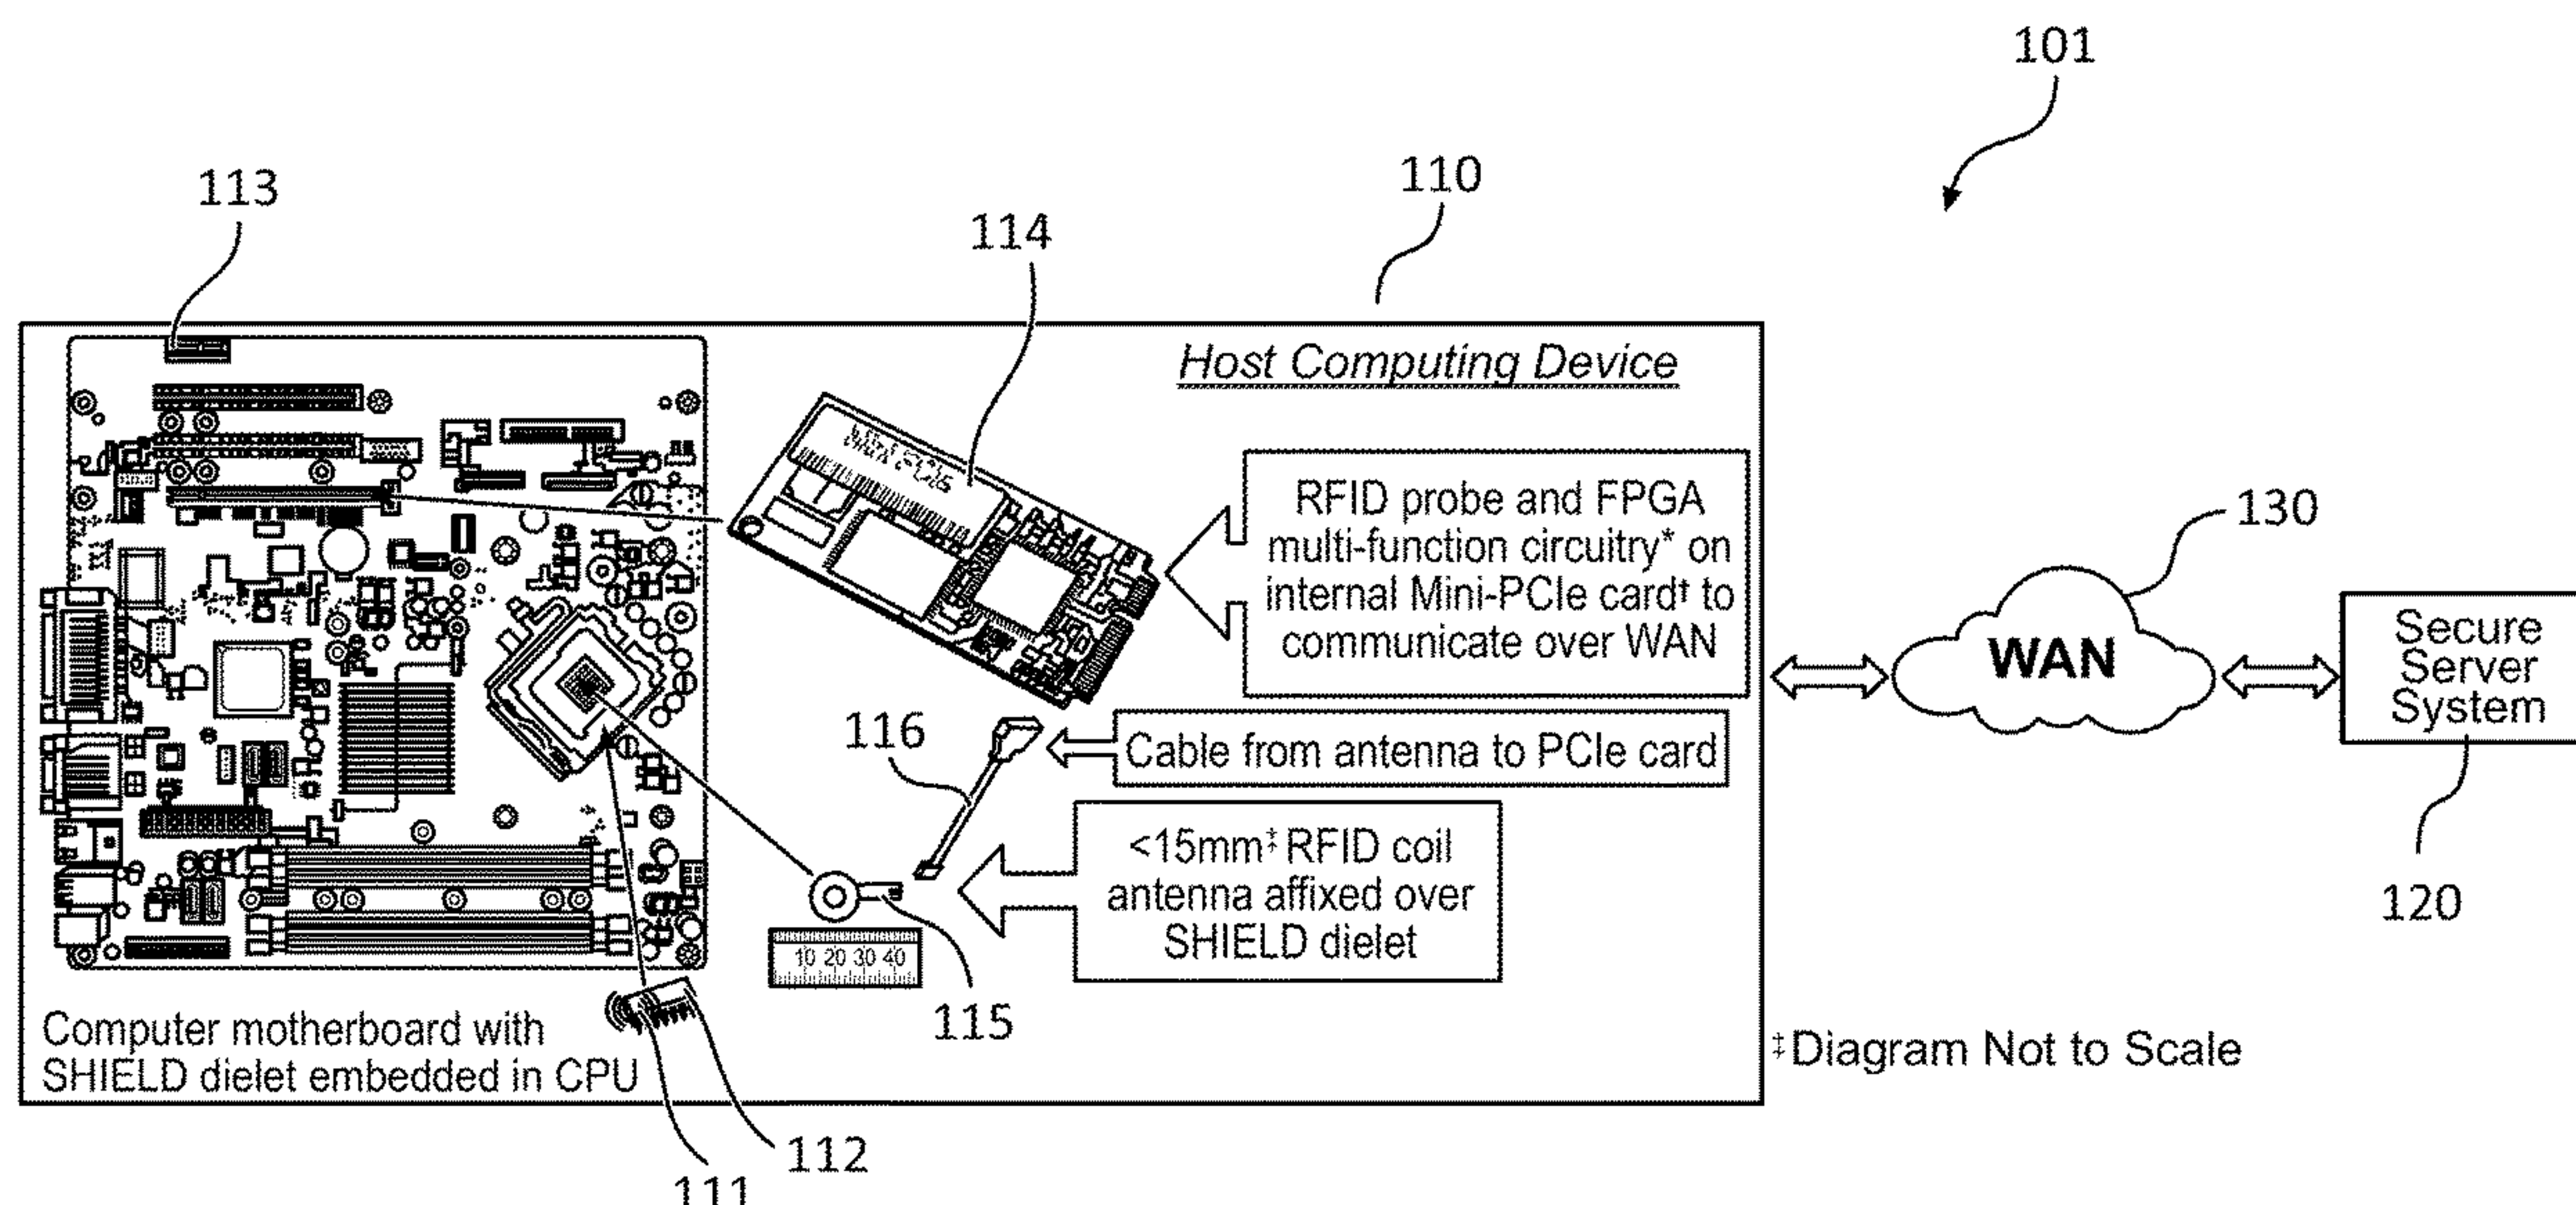 101
110
113
114
Host Computing Device
Mini PCIe
RFID probe and FPGA
multi-function circuitry* on
internal Mini-PCIe card† to
communicate over WAN
130
WAN
Secure
Server
System
116
Cable from antenna to PCIe card
<15mm‡ RFID coil
antenna affixed over
SHIELD dielet
120
10 20 30 40
115
Computer motherboard with
SHIELD dielet embedded in CPU
‡Diagram Not to Scale
112
111